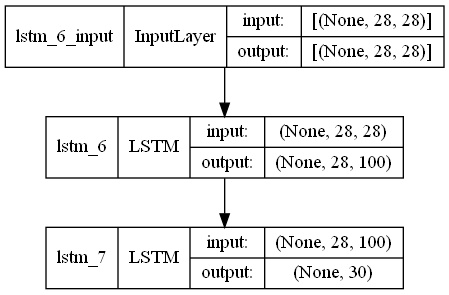 lstm_6_input InputLayer input: [(None, 28, 28)]
output: [(None, 28, 28)]
lstm_6 LSTM input: (None, 28, 28)
output: (None, 28, 100)
lstm_7 LSTM input: (None, 28, 100)
output: (None, 30)